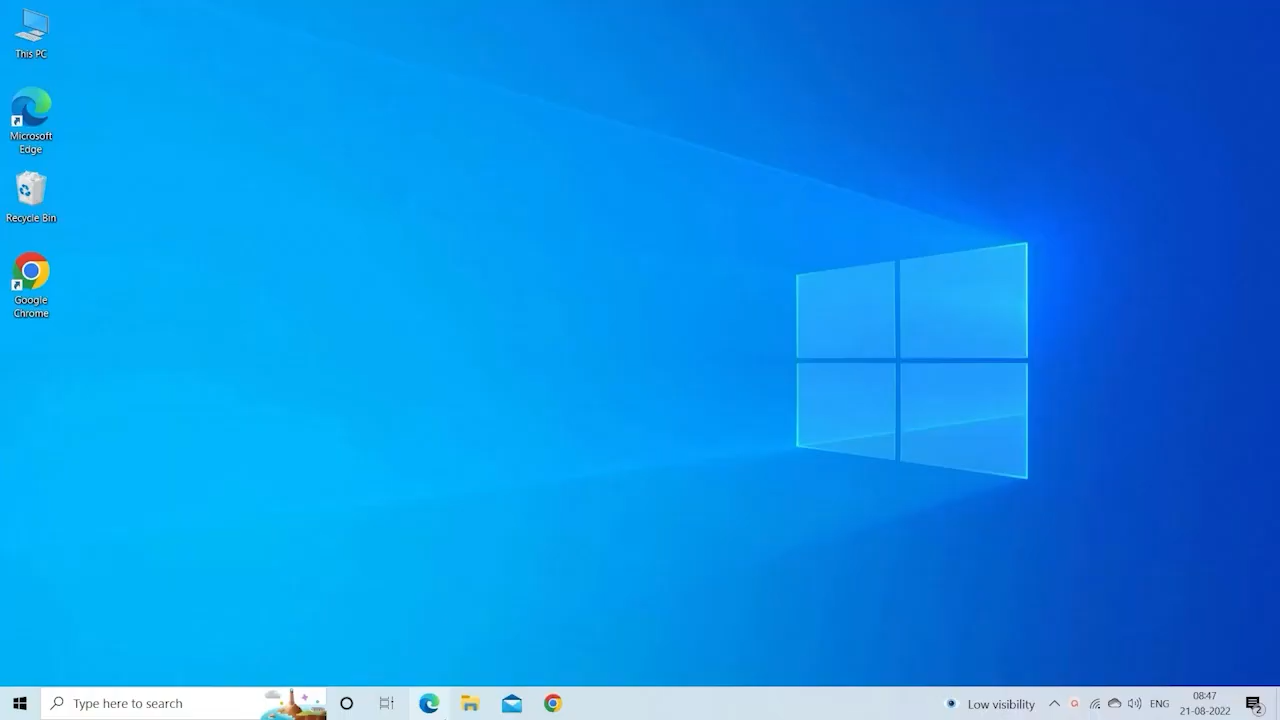 This PC
Microsoft
Edge
Recycle Bin
Google
Chrome
Type here to search
Low visibility
ENG
08:47
21-08-2022
2